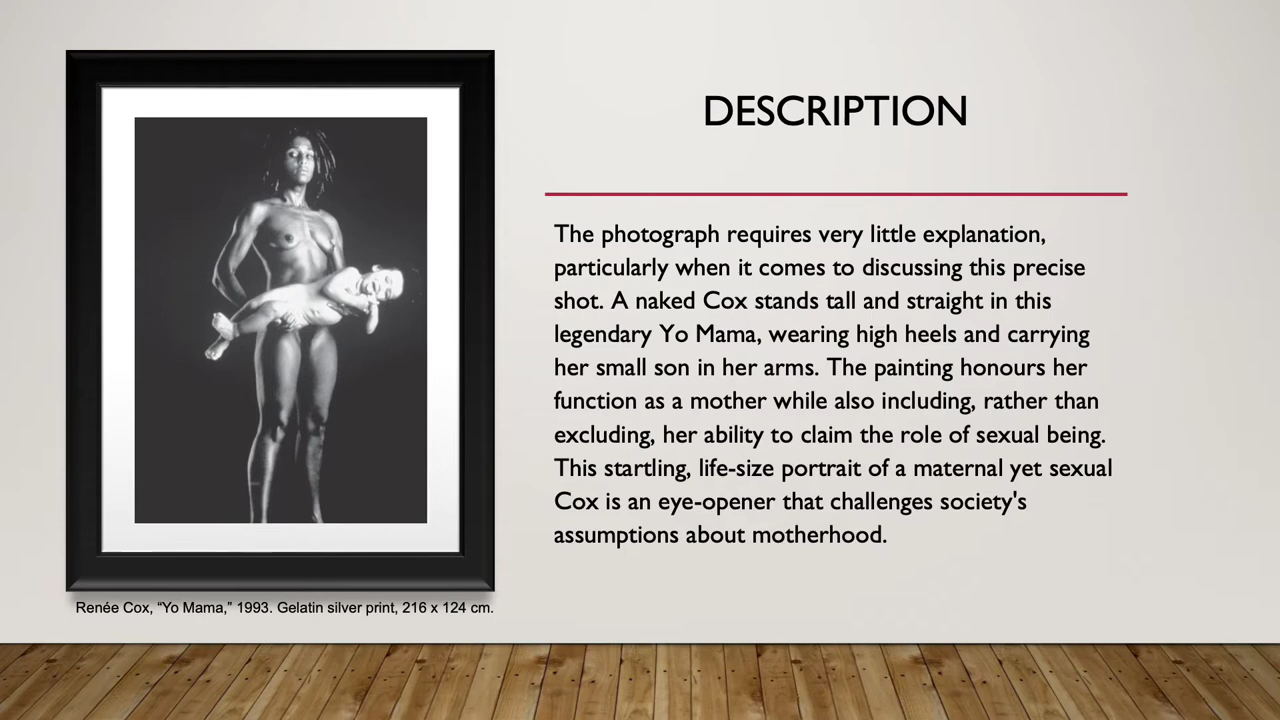 DESCRIPTION
The photograph requires very little explanation,
particularly when it comes to discussing this precise
shot. A naked Cox stands tall and straight in this
legendary Yo Mama, wearing high heels and carrying
her small son in her arms. The painting honours her
function as a mother while also including, rather than
excluding, her ability to claim the role of sexual being.
This startling, life-size portrait of a maternal yet sexual
Cox is an eye-opener that challenges society's
assumptions about motherhood.
Renée Cox, “Yo Mama,” 1993. Gelatin silver print, 216 x 124 cm.